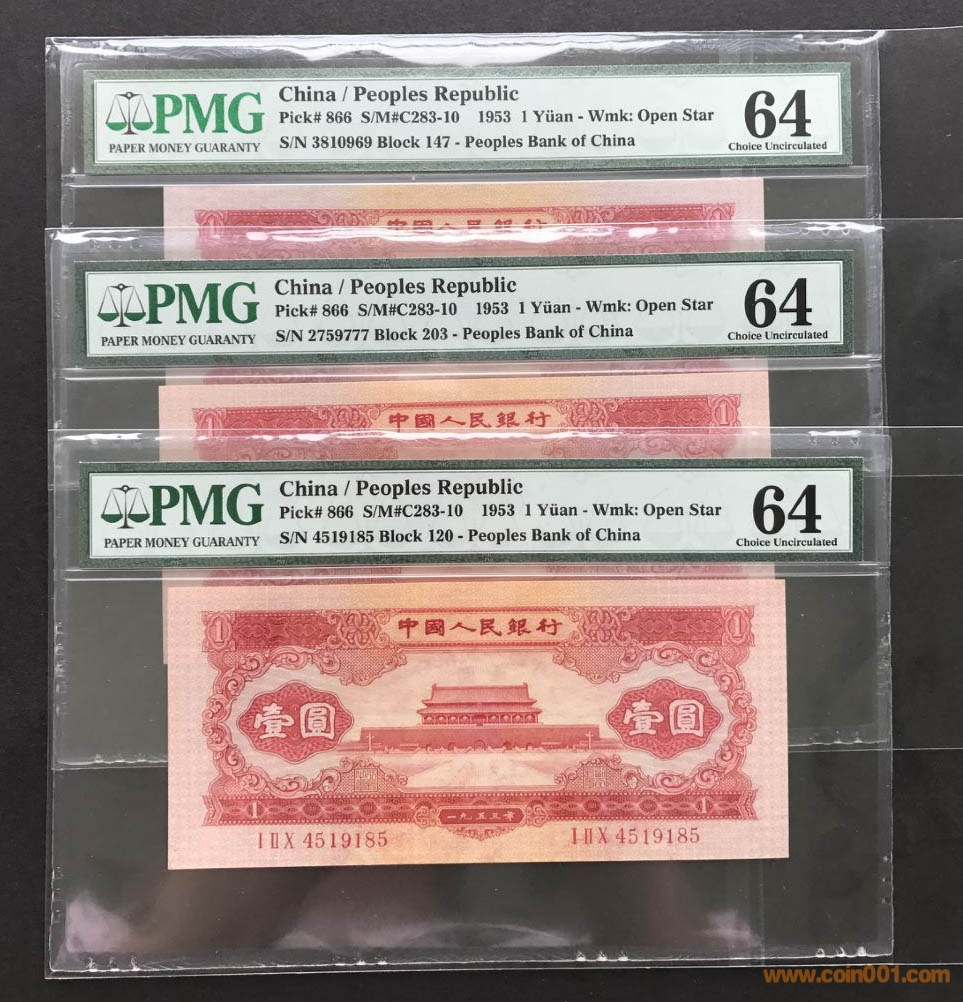 PMG
PAPER MONEY GUARANTY
China / Peoples Republic
Pick# 866 S/M#C283-10 1953 1 Yüan - Wmk: Open Star
S/N 3810969 Block 147 - Peoples Bank of China
64
Choice Uncirculated
1 中國人民銀行 1
PMG
PAPER MONEY GUARANTY
China / Peoples Republic
Pick# 866 S/M#C283-10 1953 1 Yüan - Wmk: Open Star
S/N 2759777 Block 203 - Peoples Bank of China
64
Choice Uncirculated
1 中國人民銀行 1
PMG
PAPER MONEY GUARANTY
China / Peoples Republic
Pick# 866 S/M#C283-10 1953 1 Yüan - Wmk: Open Star
S/N 4519185 Block 120 - Peoples Bank of China
64
Choice Uncirculated
1 中國人民銀行 1
壹圓 壹圓
1 一九五三年 1
I II X 4519185 I II X 4519185
www.coin001.com